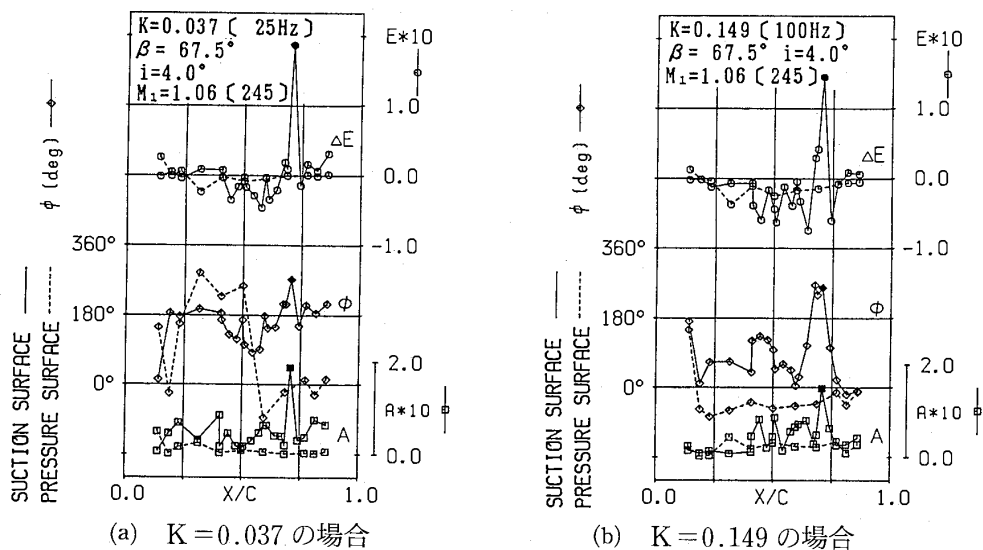 K=0.037 [ 25Hz]
β= 67.5°
i=4.0°
M₁=1.06 [245]
E*10
1.0
0.0
-1.0
ΔE
φ (deg)
360°
180°
0°
φ
2.0
A*10
0.0
A
SUCTION SURFACE
PRESSURE SURFACE
0.0
X/C
1.0
(a) K=0.037 の場合
K=0.149 [100Hz]
β= 67.5° i=4.0°
M₁=1.06 [245]
E*10
1.0
0.0
-1.0
ΔE
φ (deg)
360°
180°
0°
φ
2.0
A*10
0.0
A
SUCTION SURFACE
PRESSURE SURFACE
0.0
X/C
1.0
(b) K=0.149 の場合